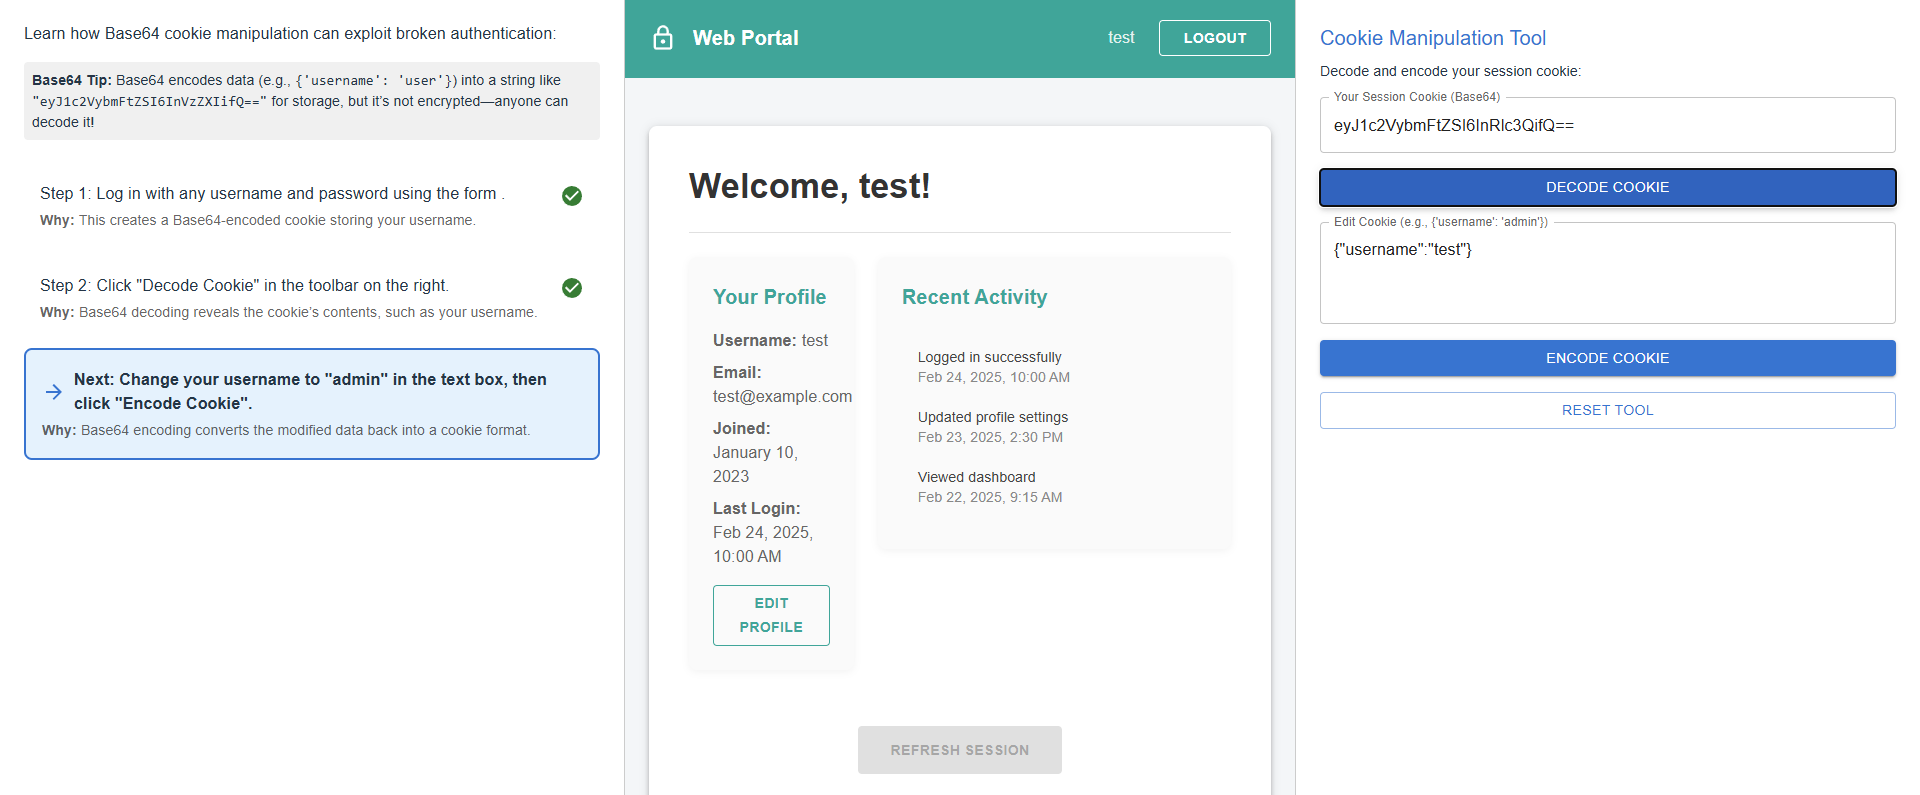 Learn how Base64 cookie manipulation can exploit broken authentication:
Base64 Tip: Base64 encodes data (e.g., {'username': 'user'}) into a string like
"eyJ1c2VybmFtZSI6InVzZXIifQ==" for storage, but it's not encrypted—anyone can
decode it!
Step 1: Log in with any username and password using the form .
Why: This creates a Base64-encoded cookie storing your username.
Step 2: Click "Decode Cookie" in the toolbar on the right.
Why: Base64 decoding reveals the cookie's contents, such as your username.
Next: Change your username to "admin" in the text box, then
click "Encode Cookie".
Why: Base64 encoding converts the modified data back into a cookie format.
Web Portal
test
LOGOUT
Welcome, test!
Your Profile
Username: test
Email:
test@example.com
Joined:
January 10,
2023
Last Login:
Feb 24, 2025,
10:00 AM
EDIT
PROFILE
Recent Activity
Logged in successfully
Feb 24, 2025, 10:00 AM
Updated profile settings
Feb 23, 2025, 2:30 PM
Viewed dashboard
Feb 22, 2025, 9:15 AM
REFRESH SESSION
Cookie Manipulation Tool
Decode and encode your session cookie:
Your Session Cookie (Base64)
eyJ1c2VybmFtZSI6InRlc3QifQ==
DECODE COOKIE
Edit Cookie (e.g., {'username': 'admin'})
{"username":"test"}
ENCODE COOKIE
RESET TOOL